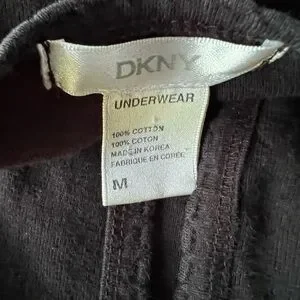 DKNY
UNDERWEAR
100% COTTON
100% COTON
MADE IN KOREA
FABRIQUE EN COREE
M